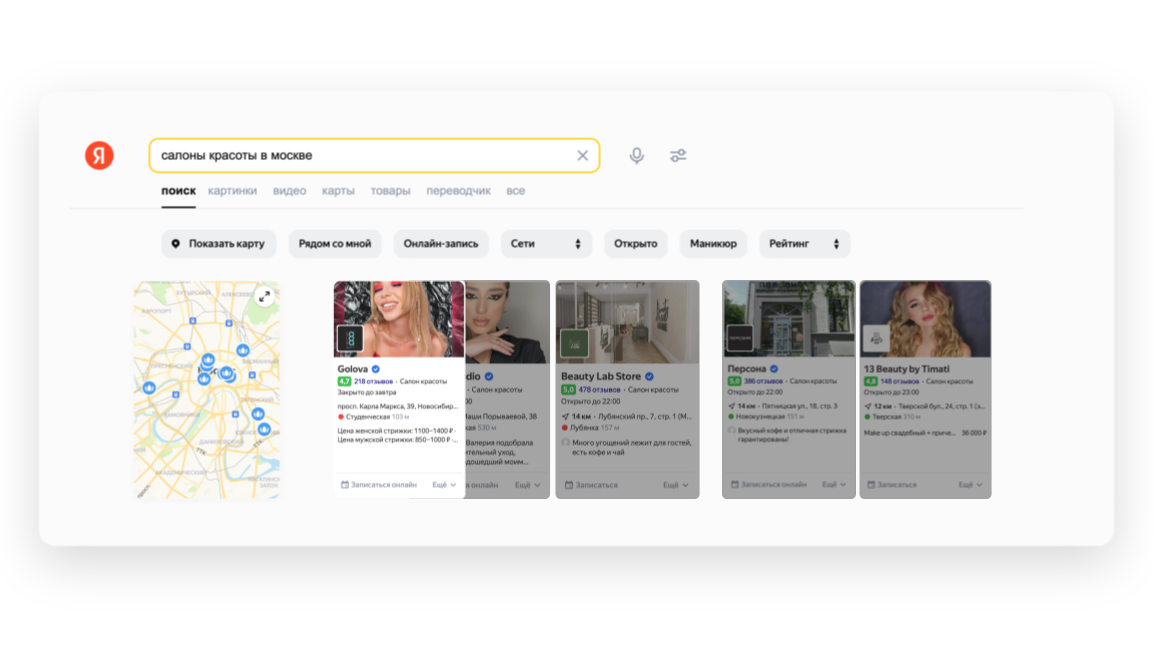 Я
салоны красоты в москве
поиск картинки видео карты товары переводчик все
Показать карту Рядом со мной Онлайн-запись Сети Открыто Маникюр Рейтинг
Golova
4,7 218 отзывов · Салон красоты
Закрыто до завтра
просп. Карла Маркса, 39, Новосибир...
Студенческая 103 м
Цена женской стрижки: 1100–1400 ₽ ·
Цена мужской стрижки: 850–1000 ₽ ·...
Записаться онлайн Ещё
dio
· Салон красоты
:00
Маши Порываевой, 38
кая 530 м
Валерия подобрала
ительный уход,
дошедший моим...
онлайн Ещё
Beauty Lab Store
5,0 478 отзывов · Салон красоты
Открыто до 22:00
14 км · Лубянский пр., 7, стр. 1 (М...
Лубянка 157 м
Много угощений лежит для гостей,
есть кофе и чай
Записаться Ещё
Персона
5,0 386 отзывов · Салон красоты
Открыто до 22:00
14 км · Пятницкая ул., 18, стр. 3
Новокузнецкая 151 м
Вкусный кофе и отличная стрижка
гарантированы!
Записаться онлайн Ещё
13 Beauty by Timati
4,8 148 отзывов · Салон красоты
Открыто до 23:00
12 км · Тверской бул., 24, стр. 1 (э...
Тверская 310 м
Make up свадебный + приче... 36 000 ₽
Записаться Ещё